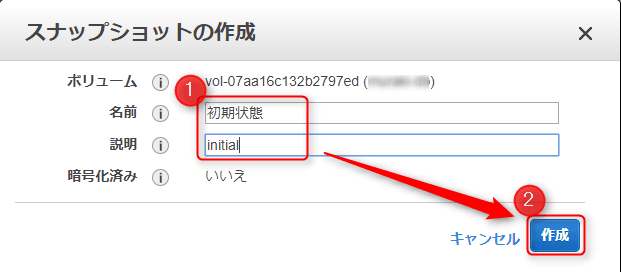 スナップショットの作成
ボリューム vol-07aa16c132b2797ed ( )
名前 初期状態
説明 initial
暗号化済み いいえ
1
2
キャンセル 作成